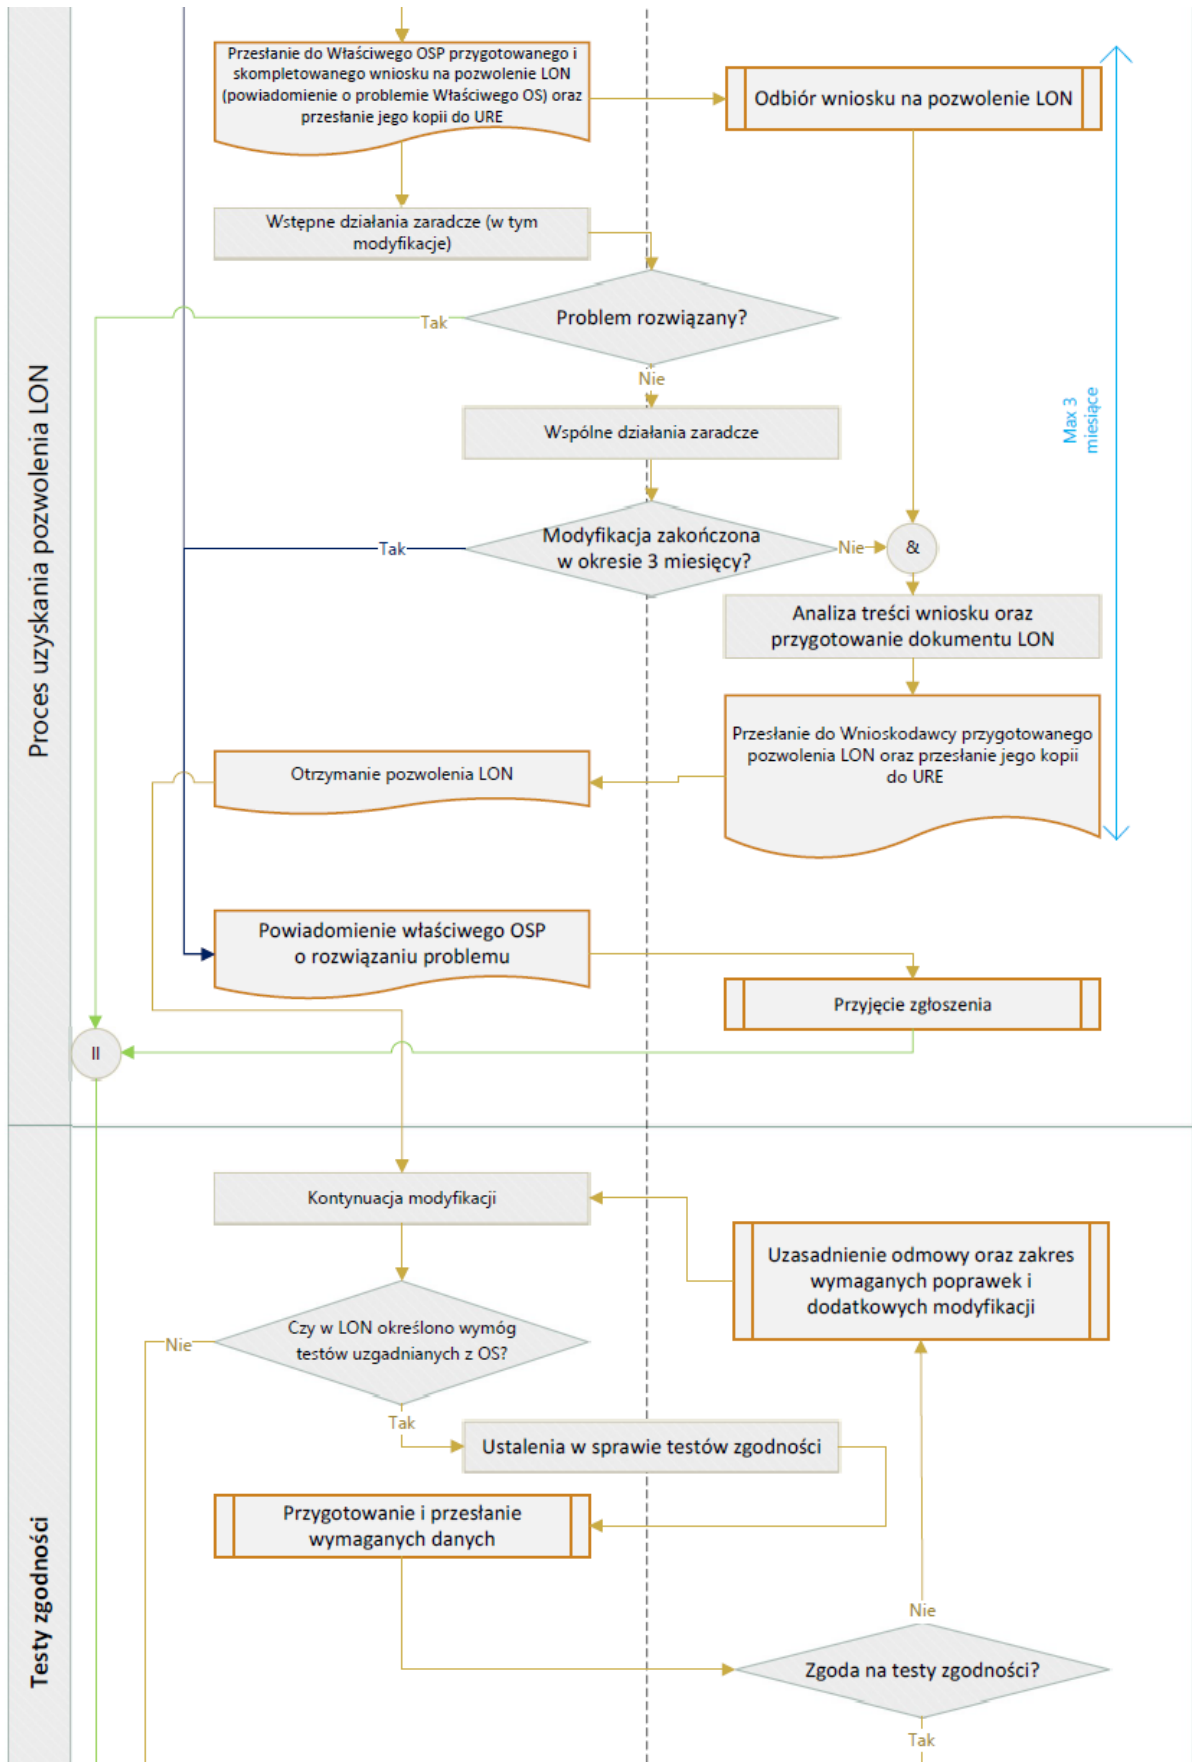 Proces uzyskania pozwolenia LON
Przesłanie do Właściwego OSP przygotowanego i
skompletowanego wniosku na pozwolenie LON
(powiadomienie o problemie Właściwego OS) oraz
przesłanie jego kopii do URE
Odbiór wniosku na pozwolenie LON
Wstępne działania zaradcze (w tym
modyfikacje)
Problem rozwiązany?
Tak
Nie
Max 3
miesiące
Wspólne działania zaradcze
Modyfikacja zakończona
w okresie 3 miesięcy?
Tak
Nie
&
Analiza treści wniosku oraz
przygotowanie dokumentu LON
Przesłanie do Wnioskodawcy przygotowanego
pozwolenia LON oraz przesłanie jego kopii
do URE
Otrzymanie pozwolenia LON
Powiadomienie właściwego OSP
o rozwiązaniu problemu
Przyjęcie zgłoszenia
II
Testy zgodności
Kontynuacja modyfikacji
Uzasadnienie odmowy oraz zakres
wymaganych poprawek i
dodatkowych modyfikacji
Czy w LON określono wymóg
testów uzgadnianych z OS?
Nie
Tak
Ustalenia w sprawie testów zgodności
Przygotowanie i przesłanie
wymaganych danych
Nie
Zgoda na testy zgodności?
Tak